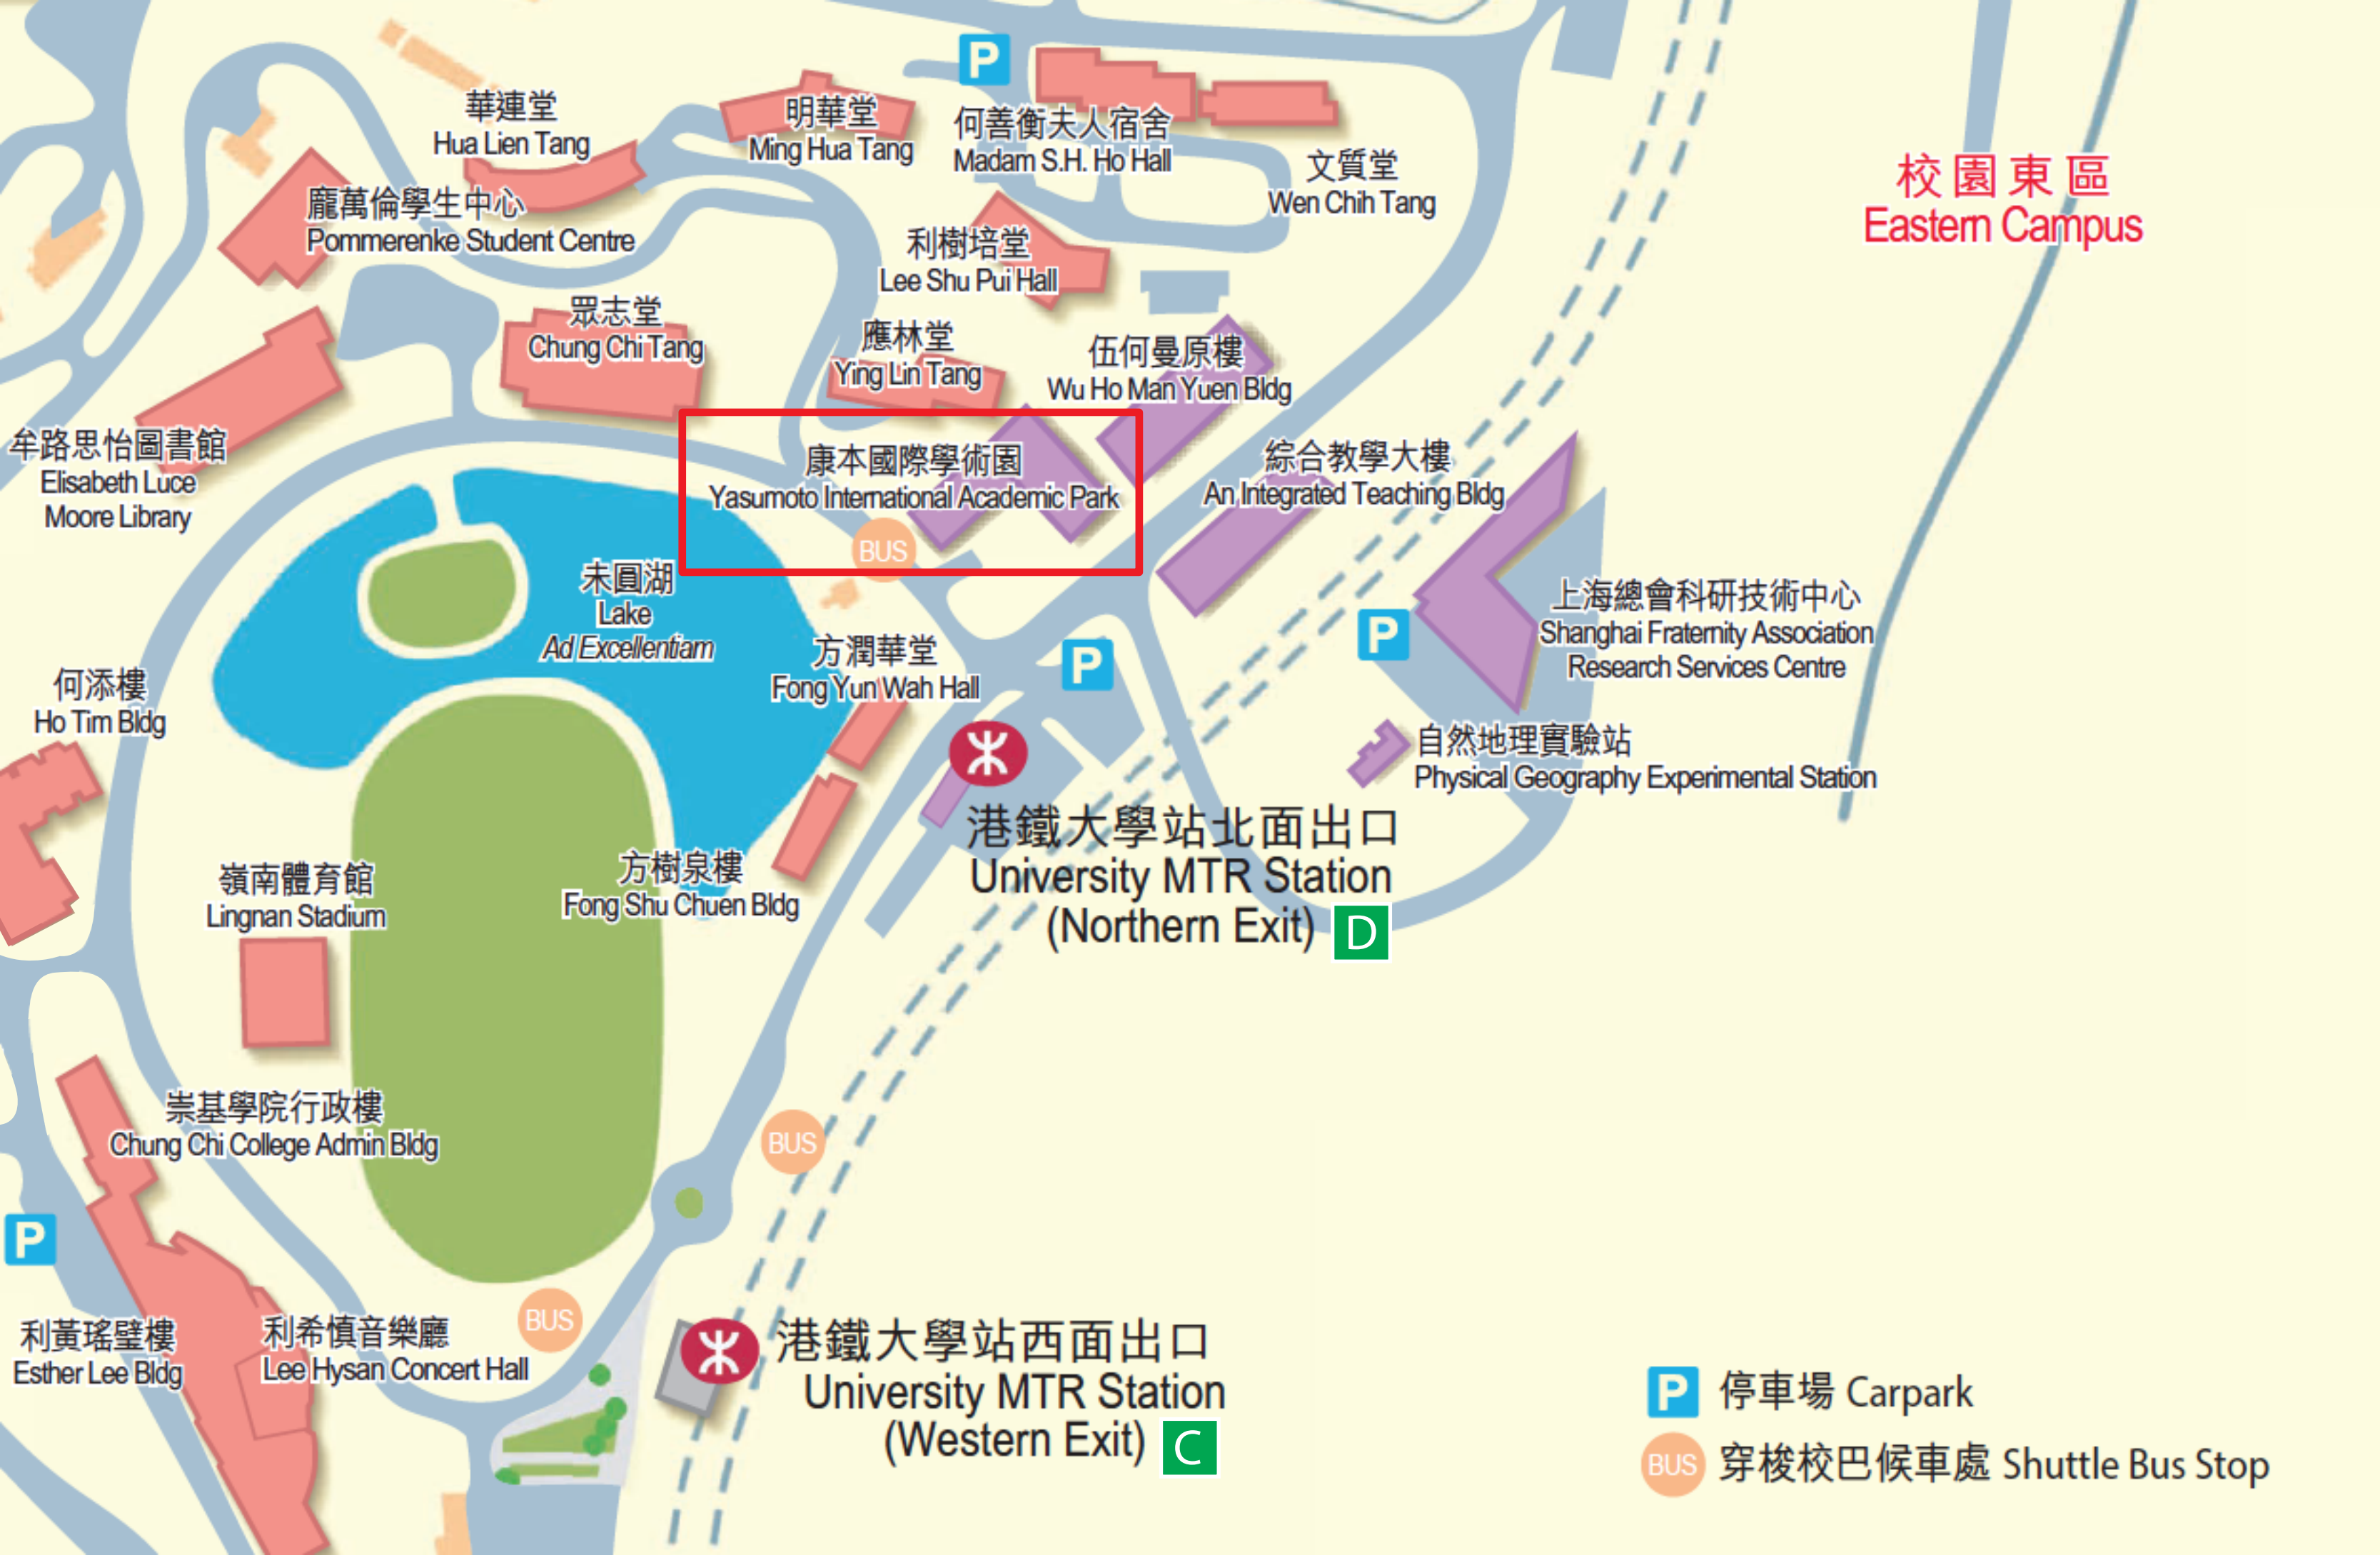 P
華連堂
Hua Lien Tang
明華堂
Ming Hua Tang
何善衡夫人宿舍
Madam S.H. Ho Hall
文質堂
Wen Chih Tang
校園東區
Eastern Campus
龐萬倫學生中心
Pommerenke Student Centre
利樹培堂
Lee Shu Pui Hall
眾志堂
Chung Chi Tang
應林堂
Ying Lin Tang
伍何曼原樓
Wu Ho Man Yuen Bldg
牟路思怡圖書館
Elisabeth Luce
Moore Library
康本國際學術園
Yasumoto International Academic Park
BUS
綜合教學大樓
An Integrated Teaching Bldg
未圓湖
Lake
Ad Excellentiam
上海總會科研技術中心
Shanghai Fraternity Association
Research Services Centre
P
P
何添樓
Ho Tim Bldg
方潤華堂
Fong Yun Wah Hall
自然地理實驗站
Physical Geography Experimental Station
港鐵大學站北面出口
University MTR Station
(Northern Exit) D
嶺南體育館
Lingnan Stadium
方樹泉樓
Fong Shu Chuen Bldg
崇基學院行政樓
Chung Chi College Admin Bldg
BUS
P
利黃瑤璧樓
Esther Lee Bldg
利希慎音樂廳
Lee Hysan Concert Hall
BUS
港鐵大學站西面出口
University MTR Station
(Western Exit) C
P 停車場 Carpark
BUS 穿梭校巴候車處 Shuttle Bus Stop